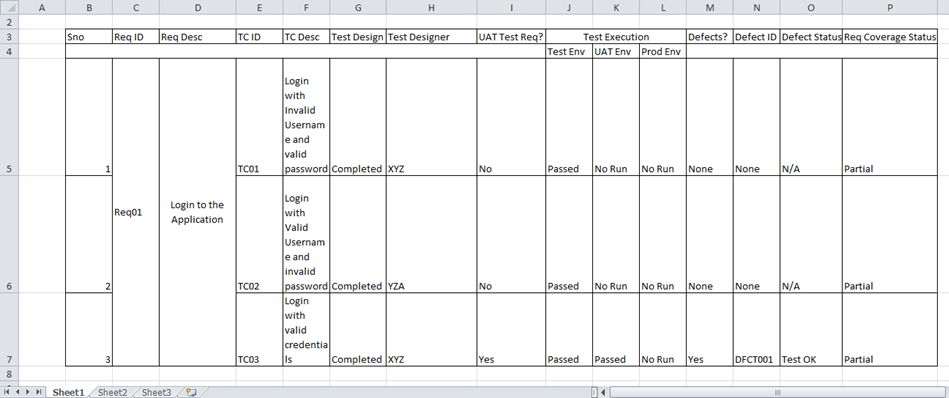 A B C D E F G H I J K L M N O P
2
3 Sno Req ID Req Desc TC ID TC Desc Test Design Test Designer UAT Test Req? Test Execution Defects? Defect ID Defect Status Req Coverage Status
4 Test Env UAT Env Prod Env
Login
with
Invalid
Usernam
e and
valid
5 1 TC01 password Completed XYZ No Passed No Run No Run None None N/A Partial
Req01
Login to the
Application
Login
with
Valid
Usernam
e and
invalid
6 2 TC02 password Completed YZA No Passed No Run No Run None None N/A Partial
Login
with
valid
credentia
7 3 TC03 ls Completed XYZ Yes Passed Passed No Run Yes DFCT001 Test OK Partial
8
Sheet1 Sheet2 Sheet3